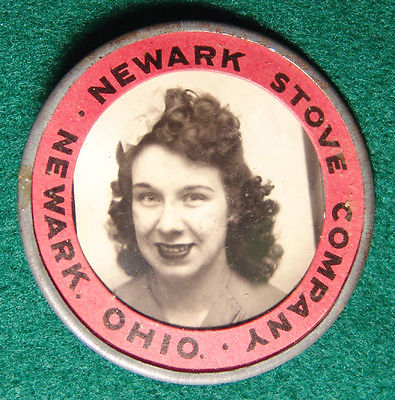 · NEWARK STOVE COMPANY ·
NEWARK. OHIO.